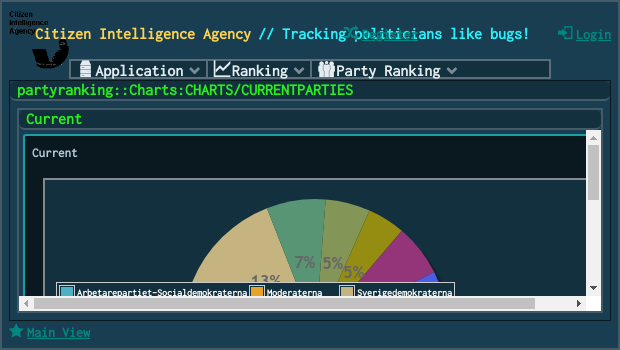 Citizen
Intelligence
Agency
Citizen Intelligence Agency // Tracking politicians like bugs!
Login
Application
Ranking
Party Ranking
partyranking::Charts:CHARTS/CURRENTPARTIES
Current
Current
7%
5%
5%
13%
Arbetarepartiet-Socialdemokraterna
Moderaterna
Sverigedemokraterna
Main View